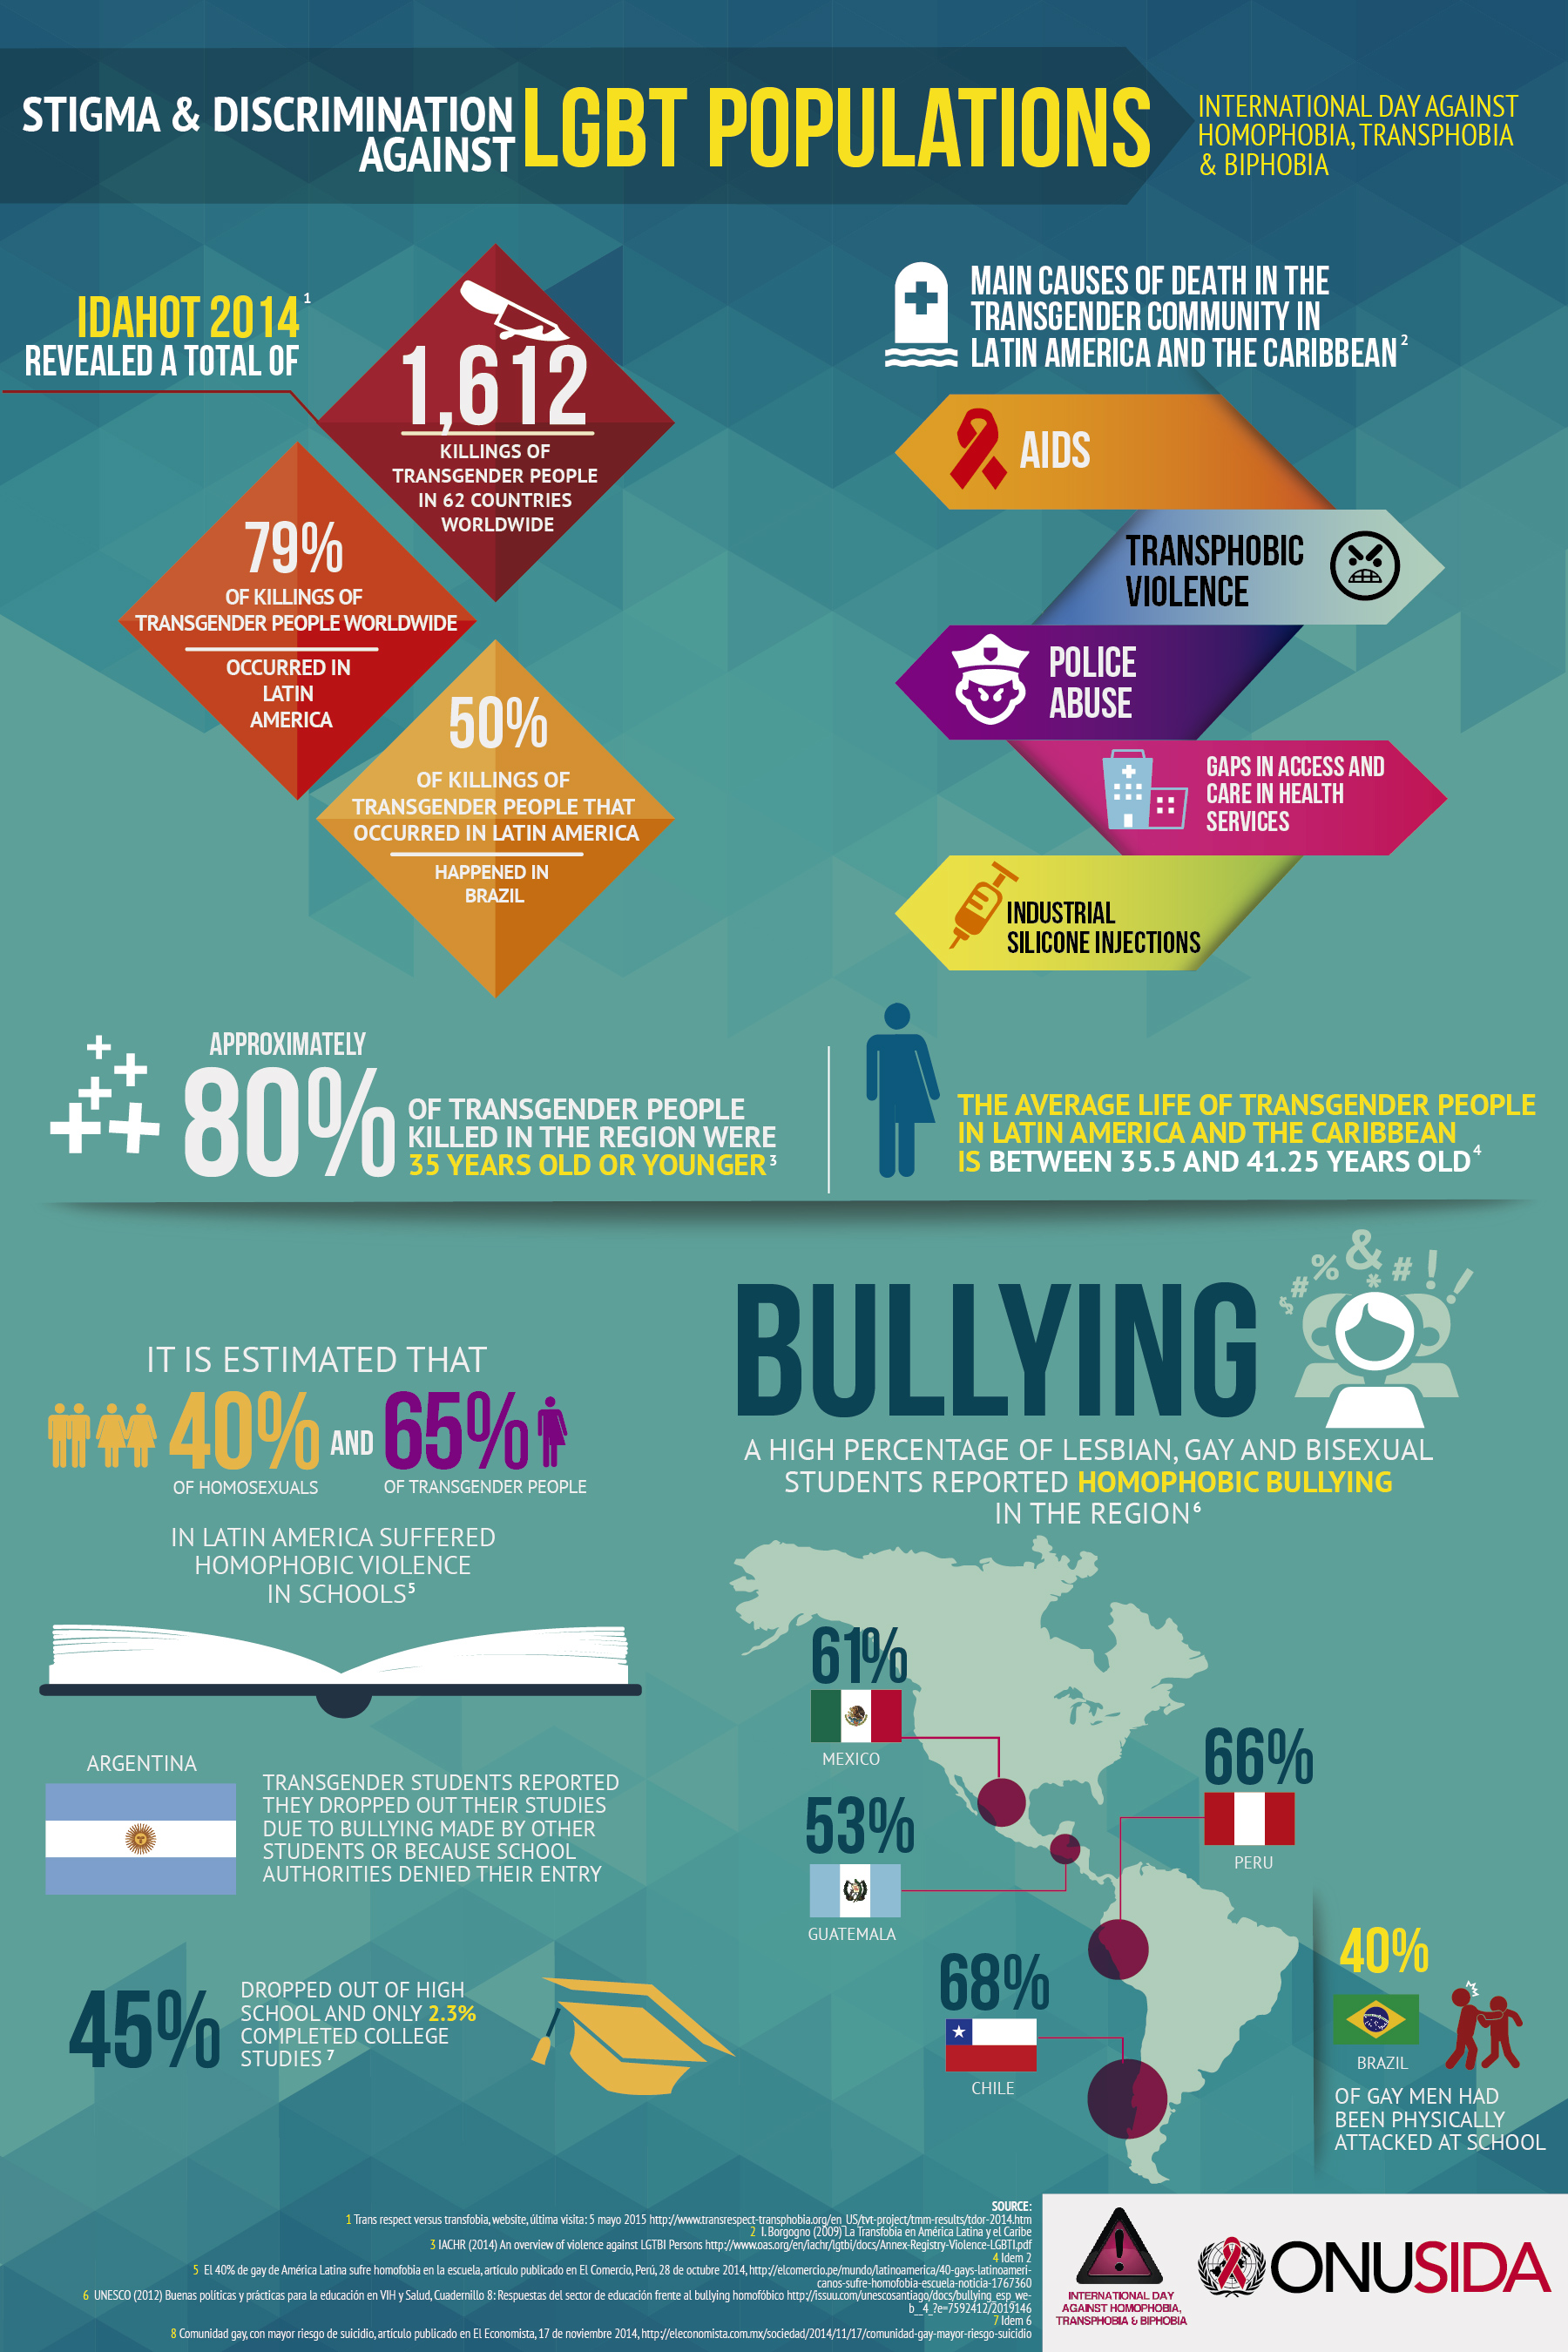 STIGMA & DISCRIMINATION
AGAINST
LGBT POPULATIONS
INTERNATIONAL DAY AGAINST
HOMOPHOBIA, TRANSPHOBIA
& BIPHOBIA
IDAHOT 2014 1
REVEALED A TOTAL OF
1,612
KILLINGS OF
TRANSGENDER PEOPLE
IN 62 COUNTRIES
WORLDWIDE
79%
OF KILLINGS OF
TRANSGENDER PEOPLE WORLDWIDE
OCCURRED IN
LATIN
AMERICA
50%
OF KILLINGS OF
TRANSGENDER PEOPLE THAT
OCCURRED IN LATIN AMERICA
HAPPENED IN
BRAZIL
MAIN CAUSES OF DEATH IN THE
TRANSGENDER COMMUNITY IN
LATIN AMERICA AND THE CARIBBEAN 2
AIDS
TRANSPHOBIC
VIOLENCE
POLICE
ABUSE
GAPS IN ACCESS AND
CARE IN HEALTH
SERVICES
INDUSTRIAL
SILICONE INJECTIONS
APPROXIMATELY
80%
OF TRANSGENDER PEOPLE
KILLED IN THE REGION WERE
35 YEARS OLD OR YOUNGER 3
THE AVERAGE LIFE OF TRANSGENDER PEOPLE
IN LATIN AMERICA AND THE CARIBBEAN
IS BETWEEN 35.5 AND 41.25 YEARS OLD 4
IT IS ESTIMATED THAT
40% AND 65%
OF HOMOSEXUALS
OF TRANSGENDER PEOPLE
IN LATIN AMERICA SUFFERED
HOMOPHOBIC VIOLENCE
IN SCHOOLS 5
$ # % & * # ! !
BULLYING
A HIGH PERCENTAGE OF LESBIAN, GAY AND BISEXUAL
STUDENTS REPORTED HOMOPHOBIC BULLYING
IN THE REGION 6
ARGENTINA
TRANSGENDER STUDENTS REPORTED
THEY DROPPED OUT THEIR STUDIES
DUE TO BULLYING MADE BY OTHER
STUDENTS OR BECAUSE SCHOOL
AUTHORITIES DENIED THEIR ENTRY
45%
DROPPED OUT OF HIGH
SCHOOL AND ONLY 2.3%
COMPLETED COLLEGE
STUDIES 7
61%
MEXICO
53%
GUATEMALA
66%
PERU
68%
CHILE
40%
BRAZIL
OF GAY MEN HAD
BEEN PHYSICALLY
ATTACKED AT SCHOOL
SOURCE:
1 Trans respect versus transfobia, website, última visita: 5 mayo 2015 http://www.transrespect-transphobia.org/en_US/tvt-project/tmm-results/tdor-2014.htm
2 I. Borgogno (2009) La Transfobia en América Latina y el Caribe
3 IACHR (2014) An overview of violence against LGTBI Persons http://www.oas.org/en/iachr/lgtbi/docs/Annex-Registry-Violence-LGBTI.pdf
4 Idem 2
5 El 40% de gay de América Latina sufre homofobia en la escuela, artículo publicado en El Comercio, Perú, 28 de octubre 2014, http://elcomercio.pe/mundo/latinoamerica/40-gays-latinoameri-
canos-sufre-homofobia-escuela-noticia-1767360
6 UNESCO (2012) Buenas políticas y prácticas para la educación en VIH y Salud, Cuadernillo 8: Respuestas del sector de educación frente al bullying homofóbico http://issuu.com/unescosantiago/docs/bullying_esp_we-
b__4_?e=7592412/2019146
7 Idem 6
8 Comunidad gay, con mayor riesgo de suicidio, artículo publicado en El Economista, 17 de noviembre 2014, http://eleconomista.com.mx/sociedad/2014/11/17/comunidad-gay-mayor-riesgo-suicidio
!
INTERNATIONAL DAY
AGAINST HOMOPHOBIA,
TRANSPHOBIA & BIPHOBIA
ONUSIDA